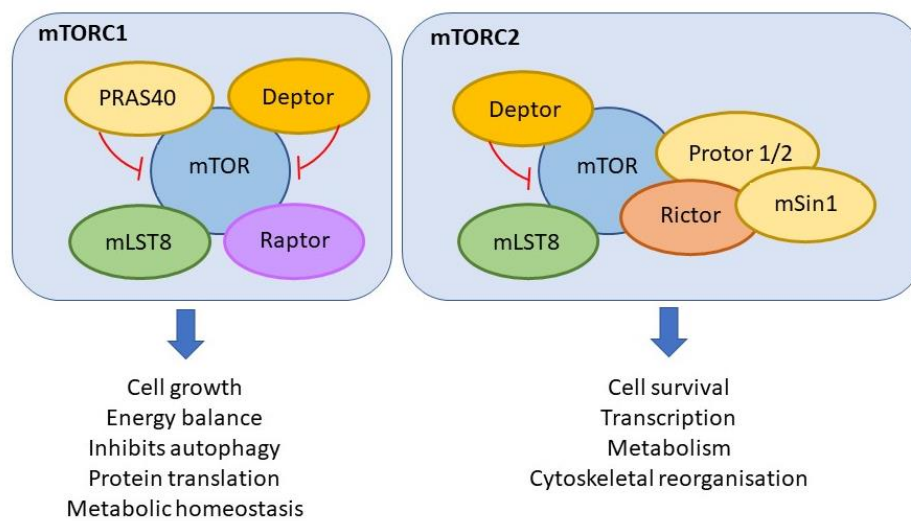 mTORC1
PRAS40
Deptor
mTOR
mLST8
Raptor
Cell growth
Energy balance
Inhibits autophagy
Protein translation
Metabolic homeostasis
mTORC2
Deptor
mTOR
Protor 1/2
mSin1
Rictor
mLST8
Cell survival
Transcription
Metabolism
Cytoskeletal reorganisation